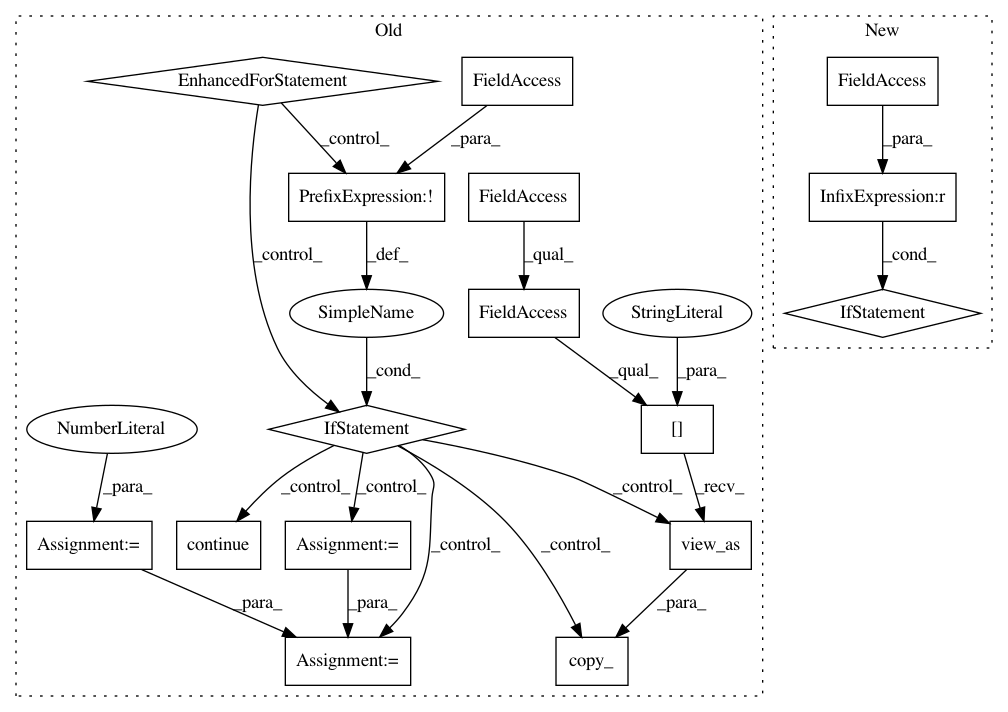 Old
New
EnhancedForStatement
FieldAccess
FieldAccess
_control_
_para_
_para_
PrefixExpression:!
FieldAccess
InfixExpression:r
_control_
_def_
_qual_
_cond_
SimpleName
FieldAccess
StringLiteral
IfStatement
_cond_
_qual_
_para_
NumberLiteral
IfStatement
[]
_para_
_control_
_control_
_control_
_recv_
Assignment:=
continue
Assignment:=
_control_
_control_
view_as
_para_
_para_
_para_
Assignment:=
copy_